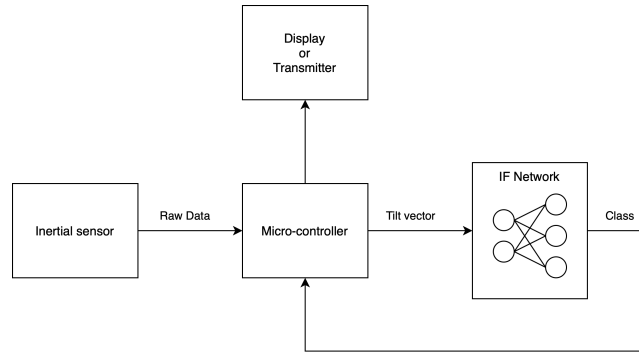 Display
or
Transmitter
IF Network
Inertial sensor
Raw Data
Micro-controller
Tilt vector
Class